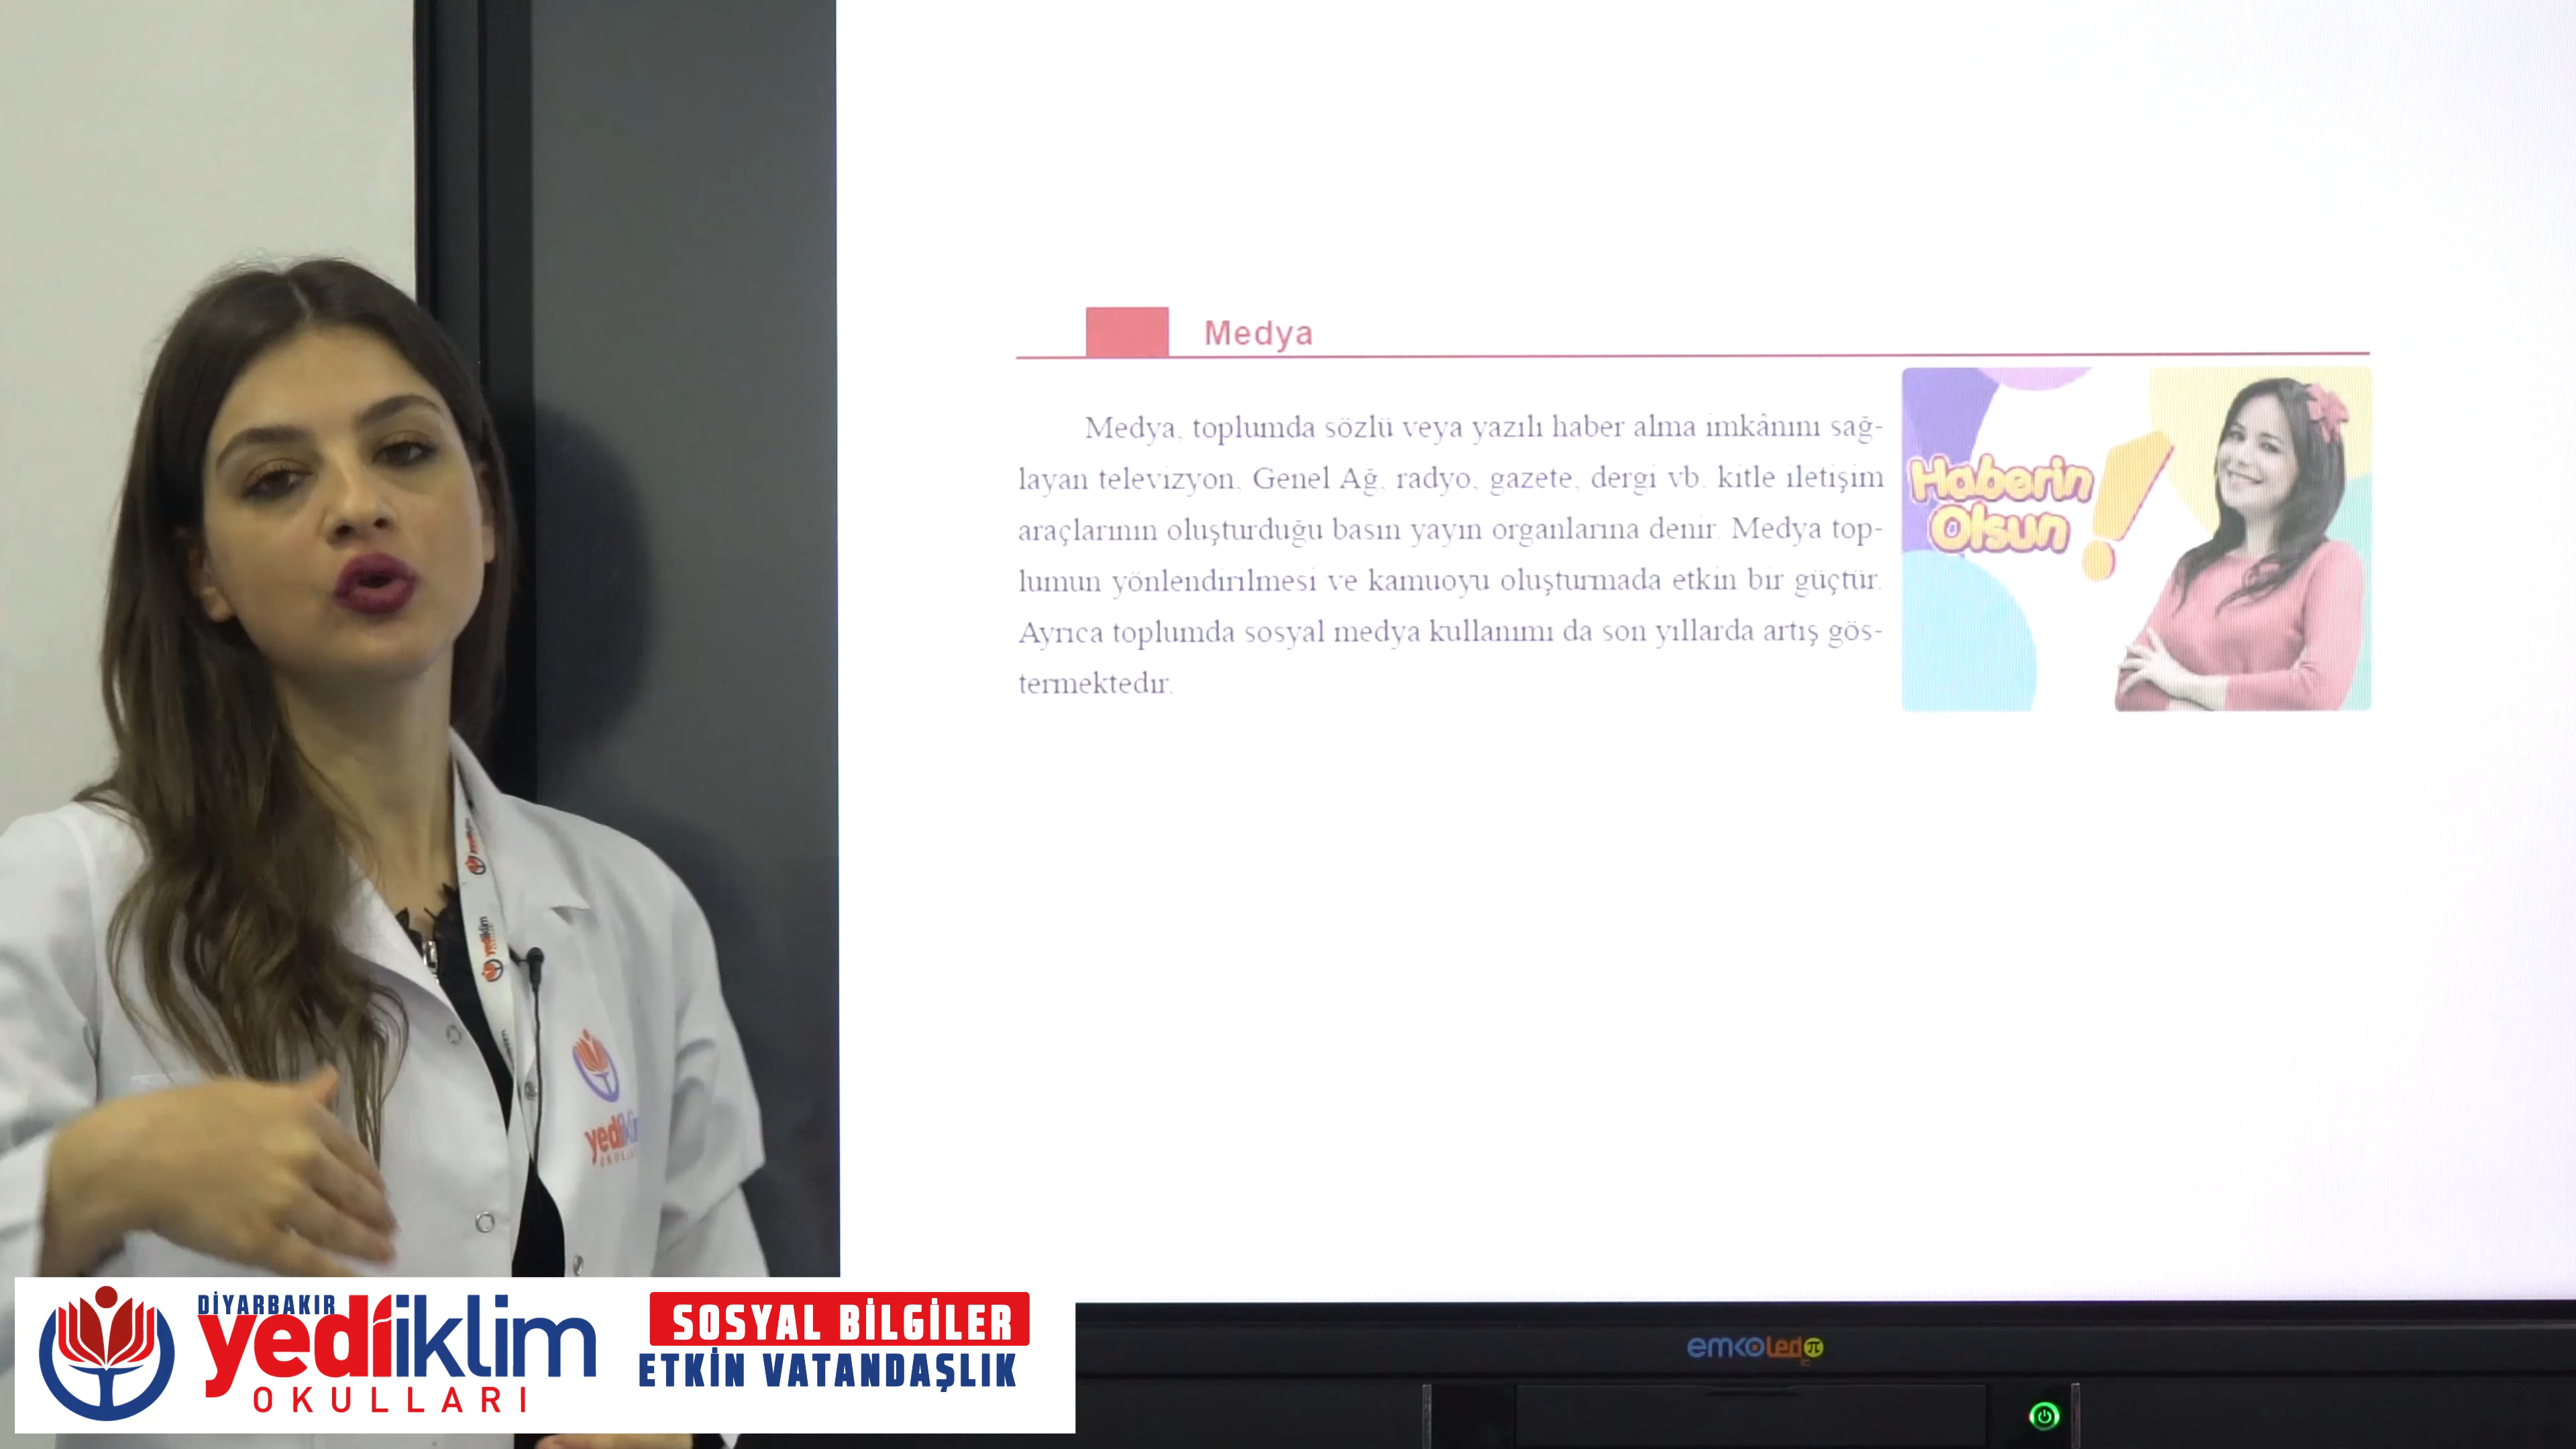 Medya
Medya, toplumda sözlü veya yazılı haber alma imkânını sağ-
layan televizyon, Genel Ağ, radyo, gazete, dergi vb. kitle iletişim
araçlarının oluşturduğu basın yayın organlarına denir. Medya top-
lumun yönlendirilmesi ve kamuoyu oluşturmada etkin bir güçtür.
Ayrıca toplumda sosyal medya kullanımı da son yıllarda artış gös-
termektedir.
Haberin
Olsun !
yediiklim
yediiklim
OKULLARI
DİYARBAKIR
yediiklim
OKULLARI
SOSYAL BİLGİLER
ETKİN VATANDAŞLIK
emkoled π